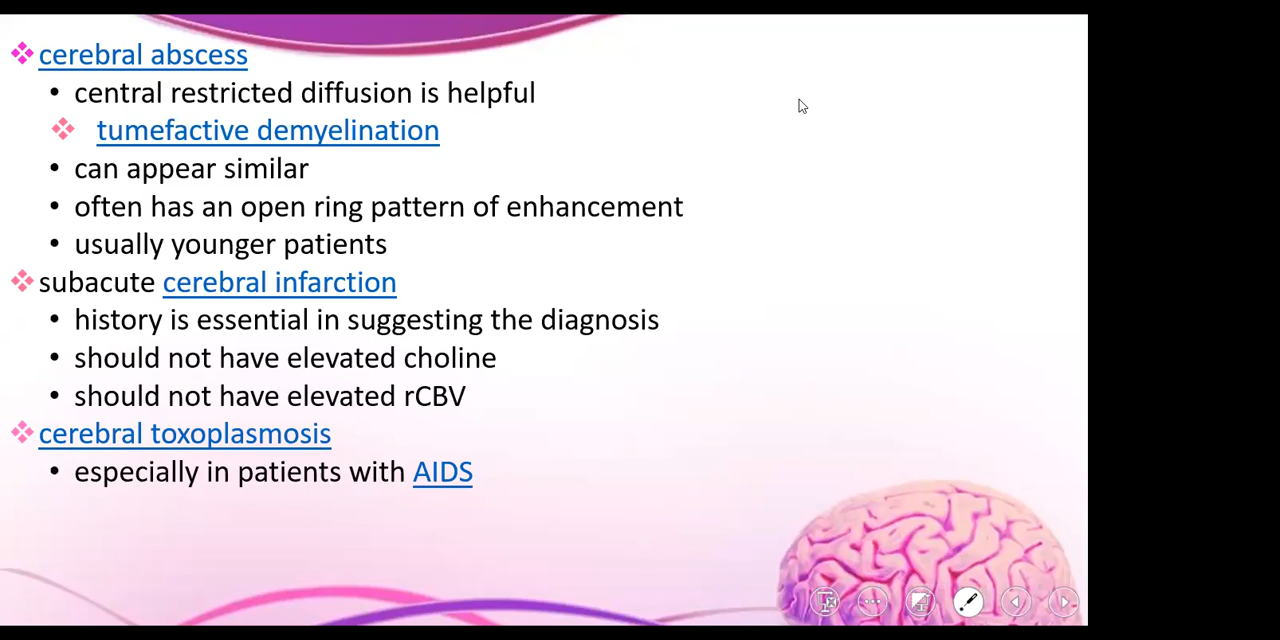 cerebral abscess
• central restricted diffusion is helpful
tumefactive demyelination
• can appear similar
• often has an open ring pattern of enhancement
• usually younger patients
subacute cerebral infarction
• history is essential in suggesting the diagnosis
• should not have elevated choline
• should not have elevated rCBV
cerebral toxoplasmosis
• especially in patients with AIDS